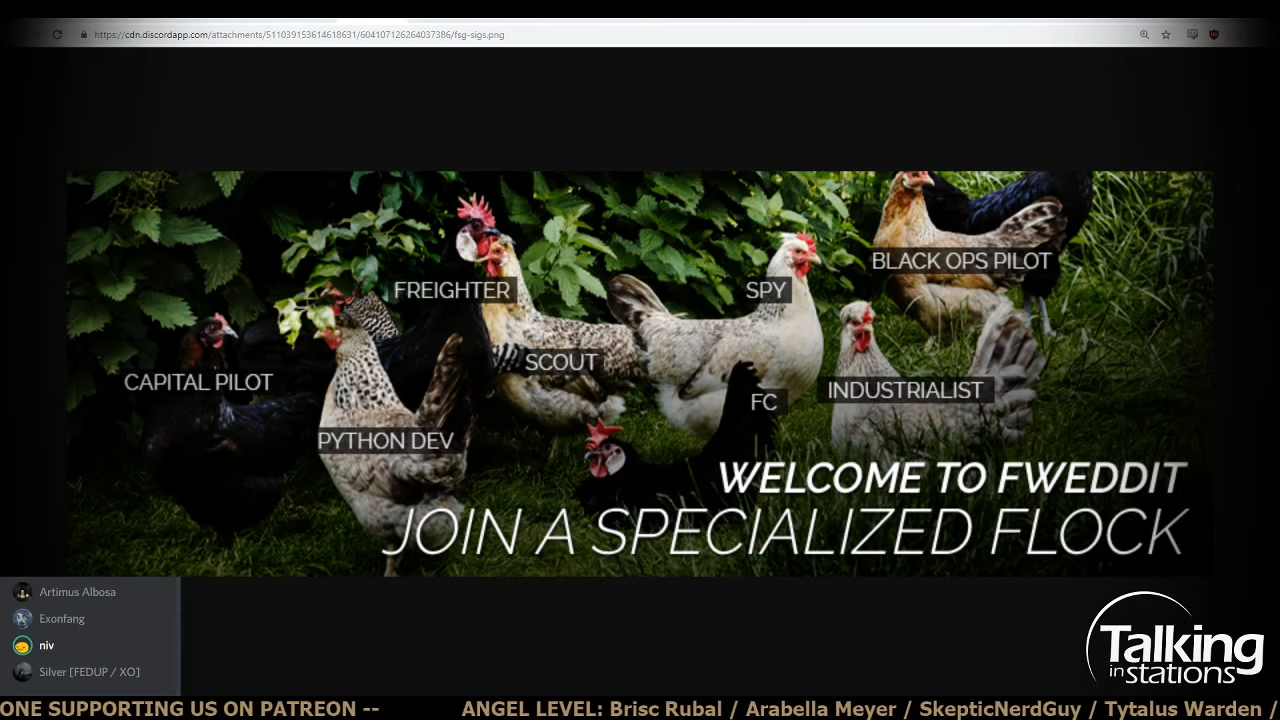 https://cdn.discordapp.com/attachments/511039153614618631/604107126264037386/fsg-sigs.png
BLACK OPS PILOT
FREIGHTER
SPY
SCOUT
CAPITAL PILOT
INDUSTRIALIST
FC
PYTHON DEV
WELCOME TO FWEDDIT
JOIN A SPECIALIZED FLOCK
Artimus Albosa
Exonfang
niv
Silver [FEDUP / XO]
Talking
in stations
ONE SUPPORTING US ON PATREON -- ANGEL LEVEL: Brisc Rubal / Arabella Meyer / SkepticNerdGuy / Tytalus Warden /